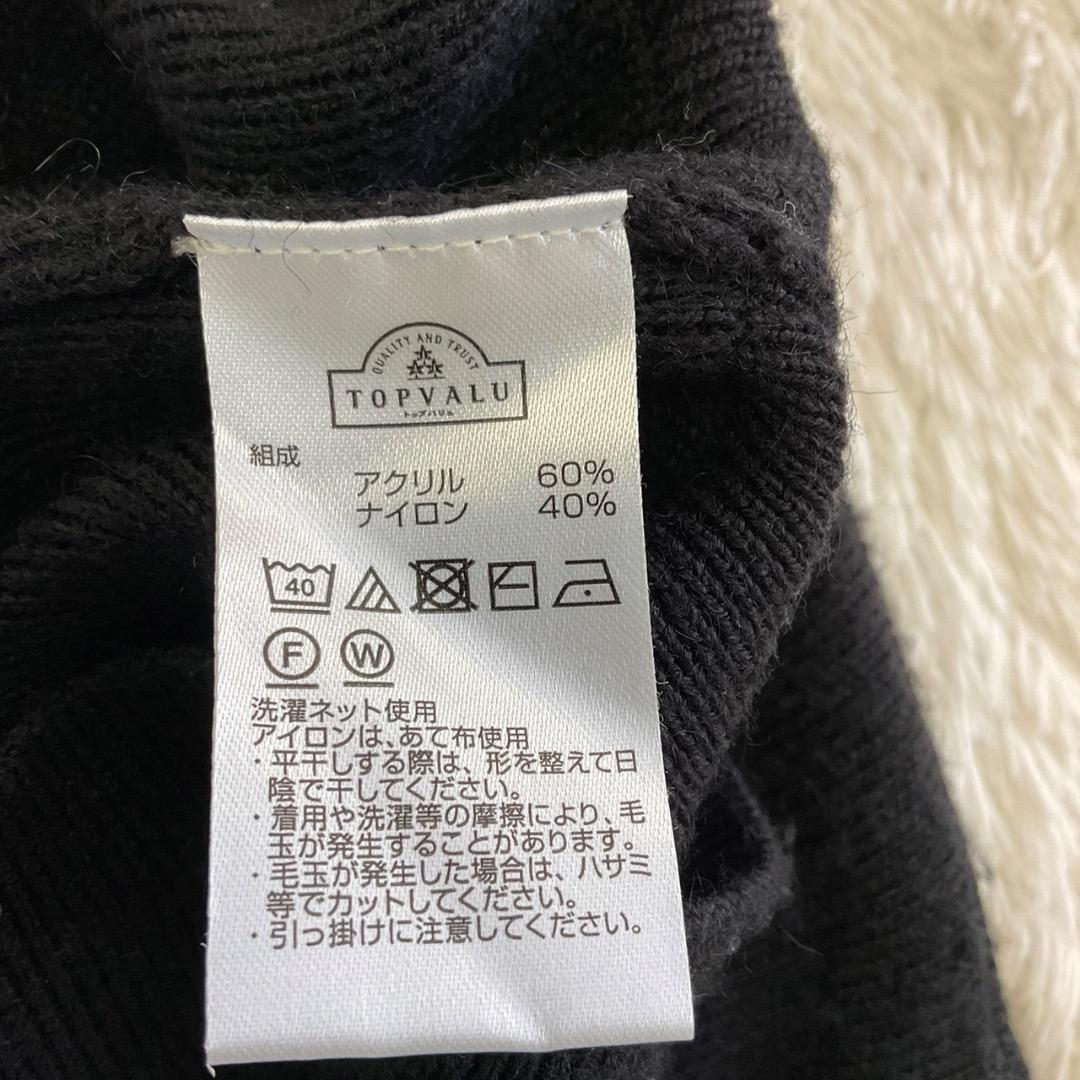 QUALITY AND TRUST
TOPVALU
トップバリュ
組成
アクリル 60%
ナイロン 40%
40
F W
洗濯ネット使用
アイロンは、あて布使用
・平干しする際は、形を整えて日
陰で干してください。
・着用や洗濯等の摩擦により、毛
玉が発生することがあります。
・毛玉が発生した場合は、ハサミ
等でカットしてください。
・引っ掛けに注意してください。